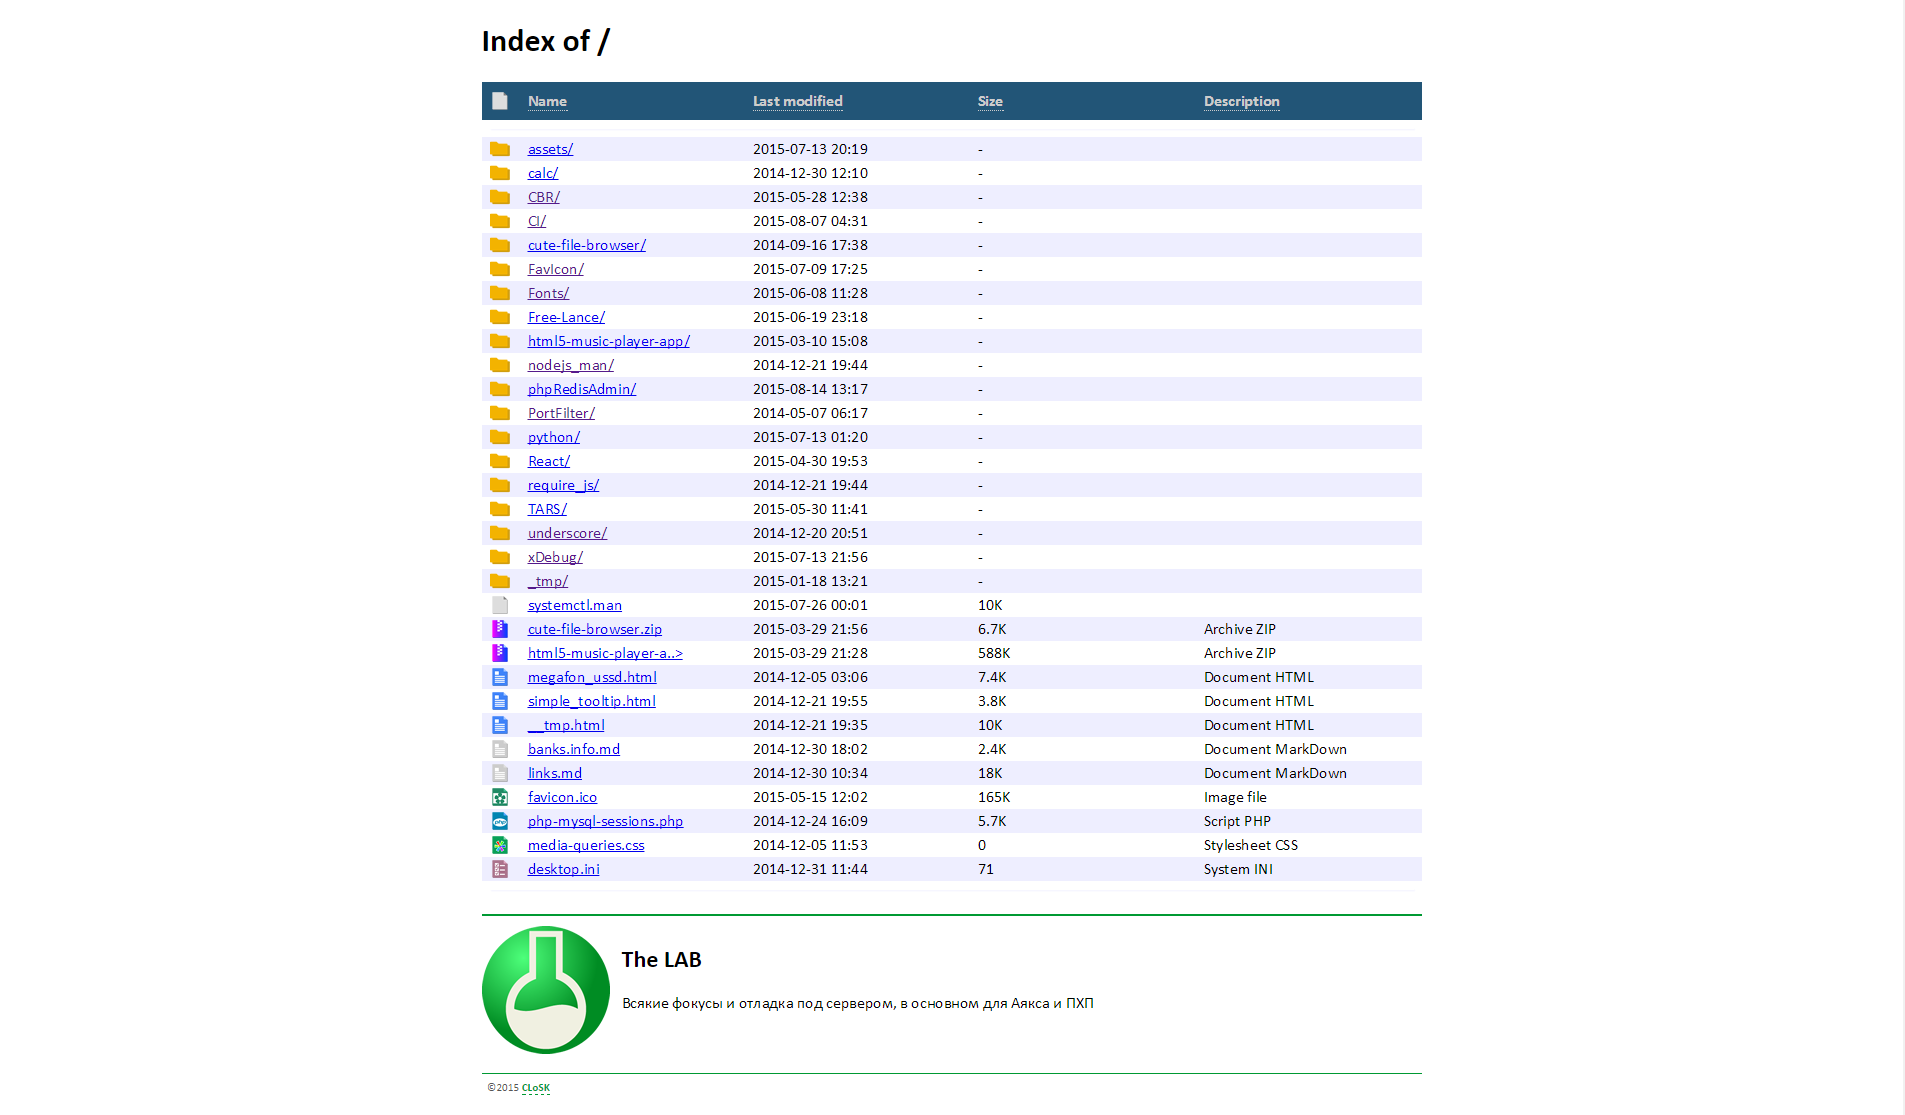 Index of /
Name Last modified Size Description
assets/ 2015-07-13 20:19 -
calc/ 2014-12-30 12:10 -
CBR/ 2015-05-28 12:38 -
CI/ 2015-08-07 04:31 -
cute-file-browser/ 2014-09-16 17:38 -
FavIcon/ 2015-07-09 17:25 -
Fonts/ 2015-06-08 11:28 -
Free-Lance/ 2015-06-19 23:18 -
html5-music-player-app/ 2015-03-10 15:08 -
nodejs_man/ 2014-12-21 19:44 -
phpRedisAdmin/ 2015-08-14 13:17 -
PortFilter/ 2014-05-07 06:17 -
python/ 2015-07-13 01:20 -
React/ 2015-04-30 19:53 -
require_js/ 2014-12-21 19:44 -
TARS/ 2015-05-30 11:41 -
underscore/ 2014-12-20 20:51 -
xDebug/ 2015-07-13 21:56 -
_tmp/ 2015-01-18 13:21 -
systemctl.man 2015-07-26 00:01 10K
cute-file-browser.zip 2015-03-29 21:56 6.7K Archive ZIP
html5-music-player-a..> 2015-03-29 21:28 588K Archive ZIP
megafon_ussd.html 2014-12-05 03:06 7.4K Document HTML
simple_tooltip.html 2014-12-21 19:55 3.8K Document HTML
__tmp.html 2014-12-21 19:35 10K Document HTML
banks.info.md 2014-12-30 18:02 2.4K Document MarkDown
links.md 2014-12-30 10:34 18K Document MarkDown
favicon.ico 2015-05-15 12:02 165K Image file
php-mysql-sessions.php 2014-12-24 16:09 5.7K Script PHP
media-queries.css 2014-12-05 11:53 0 Stylesheet CSS
desktop.ini 2014-12-31 11:44 71 System INI
The LAB
Всякие фокусы и отладка под сервером, в основном для Аякса и ПХП
©2015 CLoSK